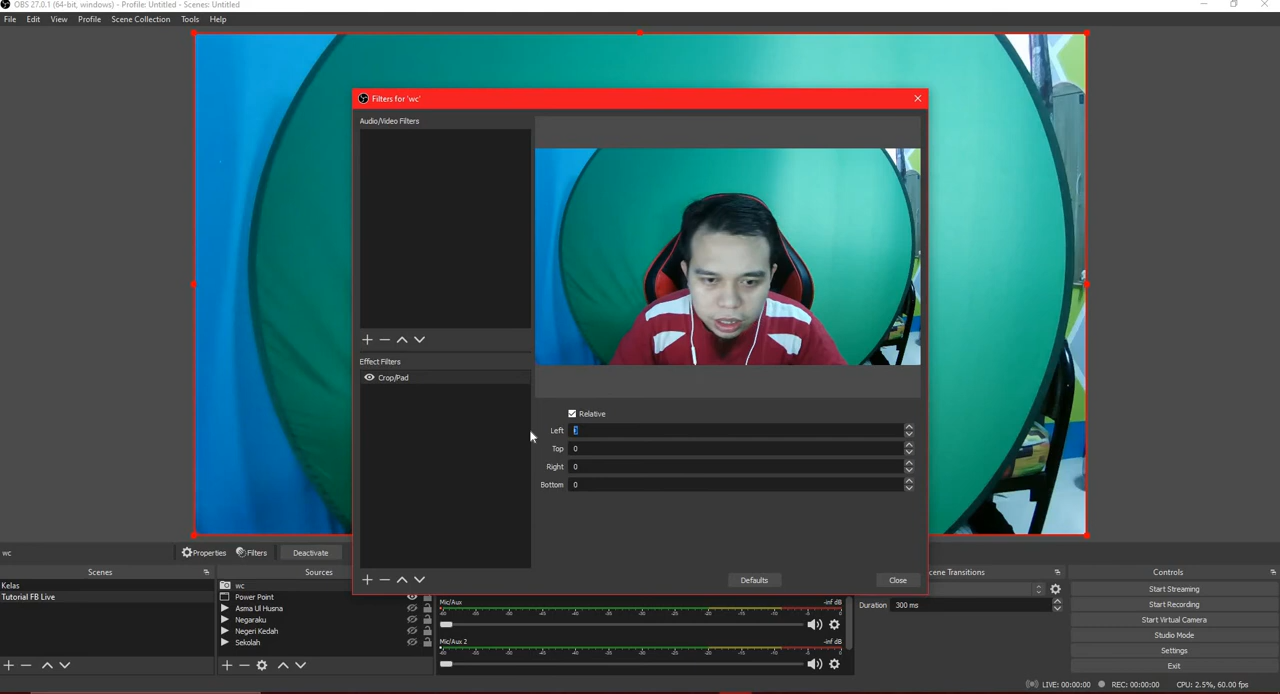 OBS 27.0.1 (64-bit, windows) - Profile: Untitled - Scenes: Untitled
File Edit View Profile Scene Collection Tools Help
Filters for 'wc'
Audio/Video Filters
Effect Filters
Crop/Pad
Relative
Left
Top 0
Right 0
Bottom 0
Defaults
Close
wc
Properties
Filters
Deactivate
Scenes
Kelas
Tutorial FB Live
Sources
wc
Power Point
Asma Ul Husna
Negaraku
Negeri Kedah
Sekolah
Mic/Aux
-inf dB
Mic/Aux 2
-inf dB
cene Transitions
Duration 300 ms
Controls
Start Streaming
Start Recording
Start Virtual Camera
Studio Mode
Settings
Exit
LIVE: 00:00:00
REC: 00:00:00
CPU: 2.5%, 60.00 fps